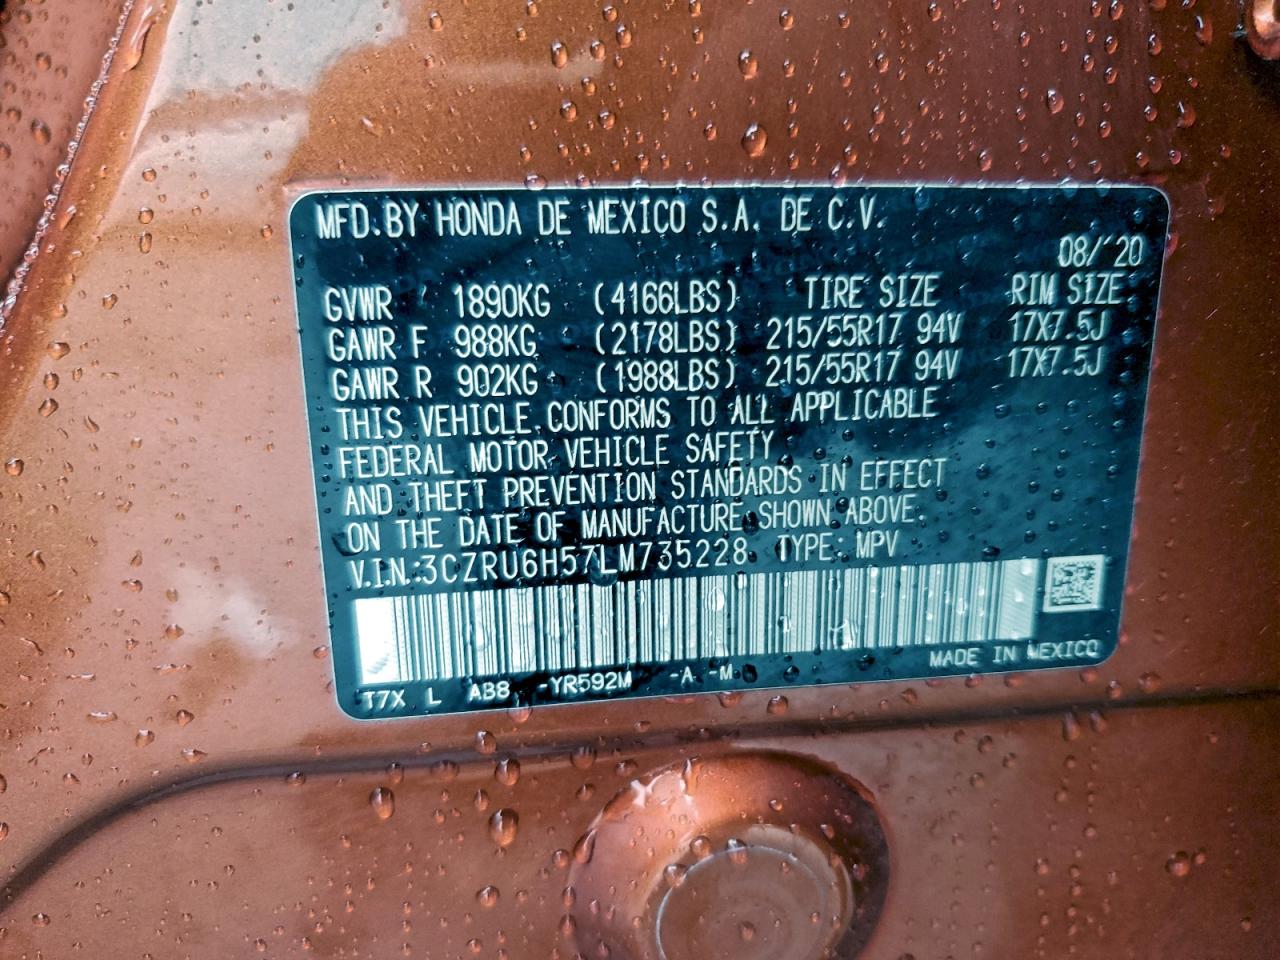 MFD. BY HONDA DE MEXICO S.A. DE C.V.
08/'20
GVWR 1890KG (4166LBS) TIRE SIZE RIM SIZE
GAWR F 988KG (2178LBS) 215/55R17 94V 17X7.5J
GAWR R 902KG (1988LBS) 215/55R17 94V 17X7.5J
THIS VEHICLE CONFORMS TO ALL APPLICABLE
FEDERAL MOTOR VEHICLE SAFETY
AND THEFT PREVENTION STANDARDS IN EFFECT
ON THE DATE OF MANUFACTURE SHOWN ABOVE.
V.I.N.:3CZRU6H57LM735228 TYPE: MPV
MADE IN MEXICO
T7X L AB8 -YR592M -A -M